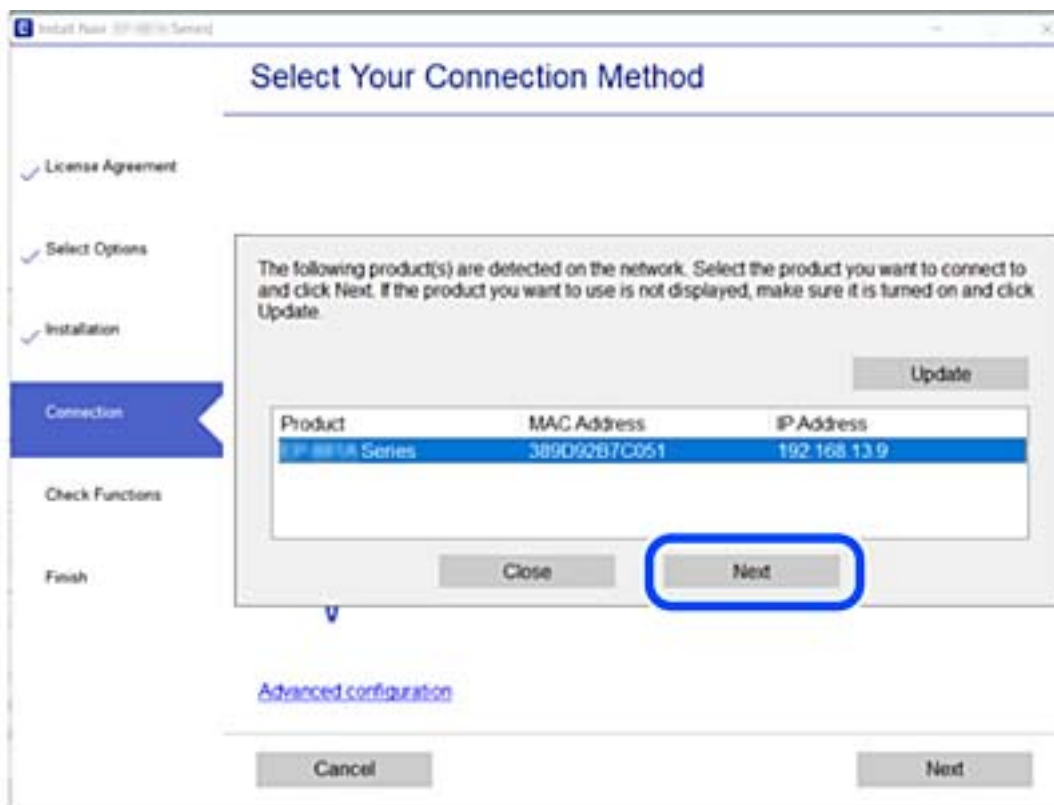 Install Navi
Series]
Select Your Connection Method
License Agreement
Select Options
Installation
Connection
Check Functions
Finish
The following product(s) are detected on the network. Select the product you want to connect to
and click Next. If the product you want to use is not displayed, make sure it is turned on and click
Update.
Update
Product MAC Address IP Address
Series 389D92B7C051 192.168.13.9
Close Next
Advanced configuration
Cancel Next